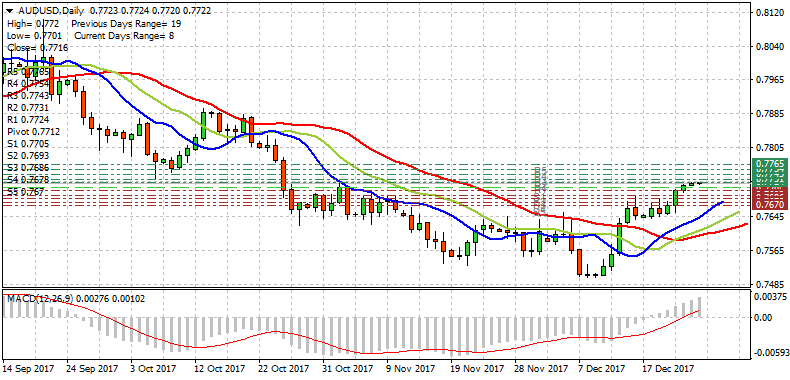 AUDUSD,Daily 0.7723 0.7724 0.7720 0.7722
High= 0.772 Previous Days Range= 19
Low= 0.7701 Current Days Range= 8
Close= 0.7716
R5 0.7765
R4 0.7754
R3 0.7743
R2 0.7731
R1 0.7724
Pivot 0.7712
S1 0.7705
S2 0.7693
S3 0.7686
S4 0.7678
S5 0.767
0.8120
0.8040
0.7965
0.7885
0.7805
0.7765
0.7670
0.7645
0.7565
0.7485
MACD(12,26,9) 0.00276 0.00102
0.00375
0.00
-0.00593
14 Sep 2017 24 Sep 2017 3 Oct 2017 12 Oct 2017 22 Oct 2017 31 Oct 2017 9 Nov 2017 19 Nov 2017 28 Nov 2017 7 Dec 2017 17 Dec 2017